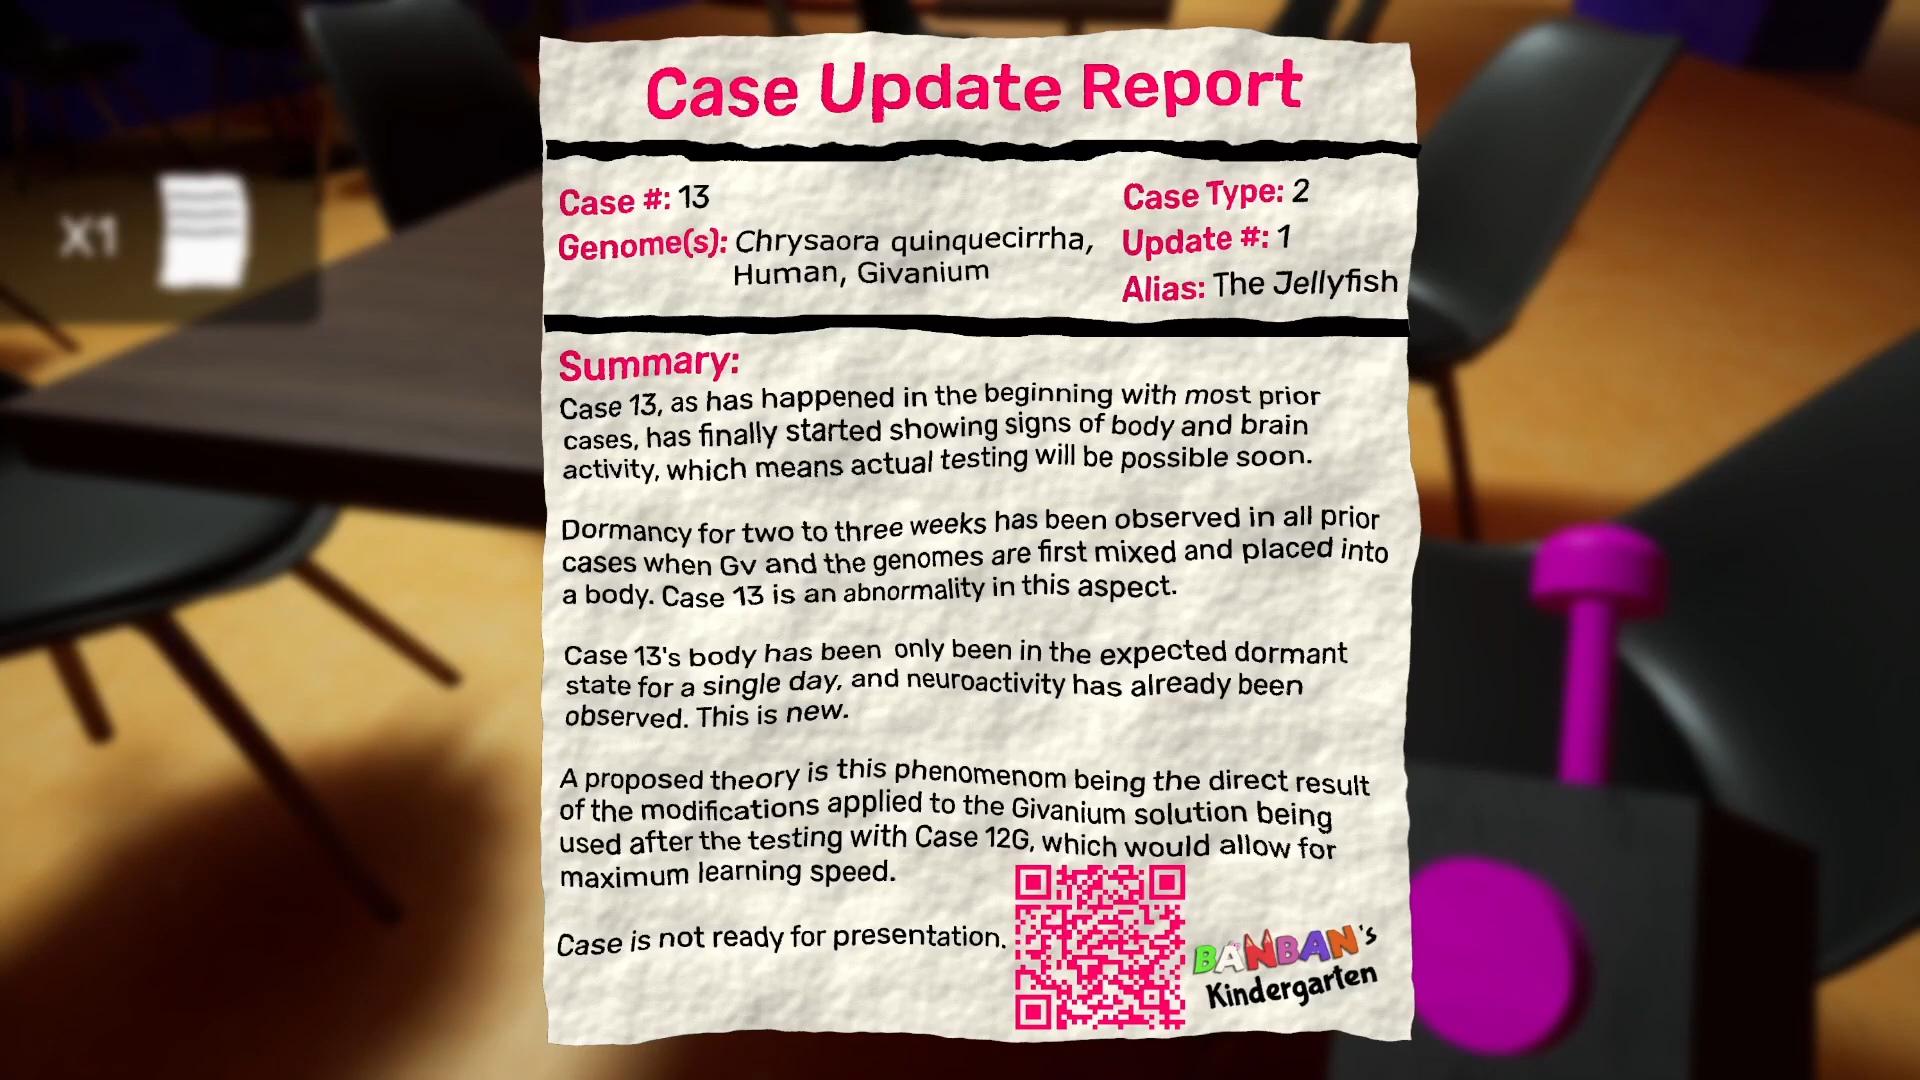 Case Update Report
Case #: 13
Genome(s): Chrysaora quinquecirrha,
Human, Givanium
Case Type: 2
Update #: 1
Alias: The Jellyfish
Summary:
Case 13, as has happened in the beginning with most prior
cases, has finally started showing signs of body and brain
activity, which means actual testing will be possible soon.
Dormancy for two to three weeks has been observed in all prior
cases when Gv and the genomes are first mixed and placed into
a body. Case 13 is an abnormality in this aspect.
Case 13's body has been only been in the expected dormant
state for a single day, and neuroactivity has already been
observed. This is new.
A proposed theory is this phenomenom being the direct result
of the modifications applied to the Givanium solution being
used after the testing with Case 12G, which would allow for
maximum learning speed.
Case is not ready for presentation.
BANBAN's
Kindergarten
X1